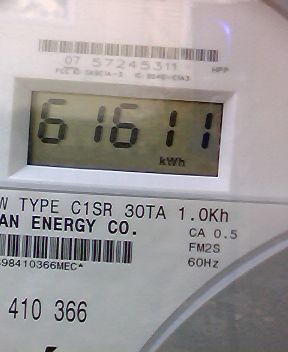 07 57245311
HPP
61611
kWh
TYPE C1SR 30TA 1.0Kh
AN ENERGY CO.
CA 0.5
FM2S
98410366MEC*
60Hz
410 366